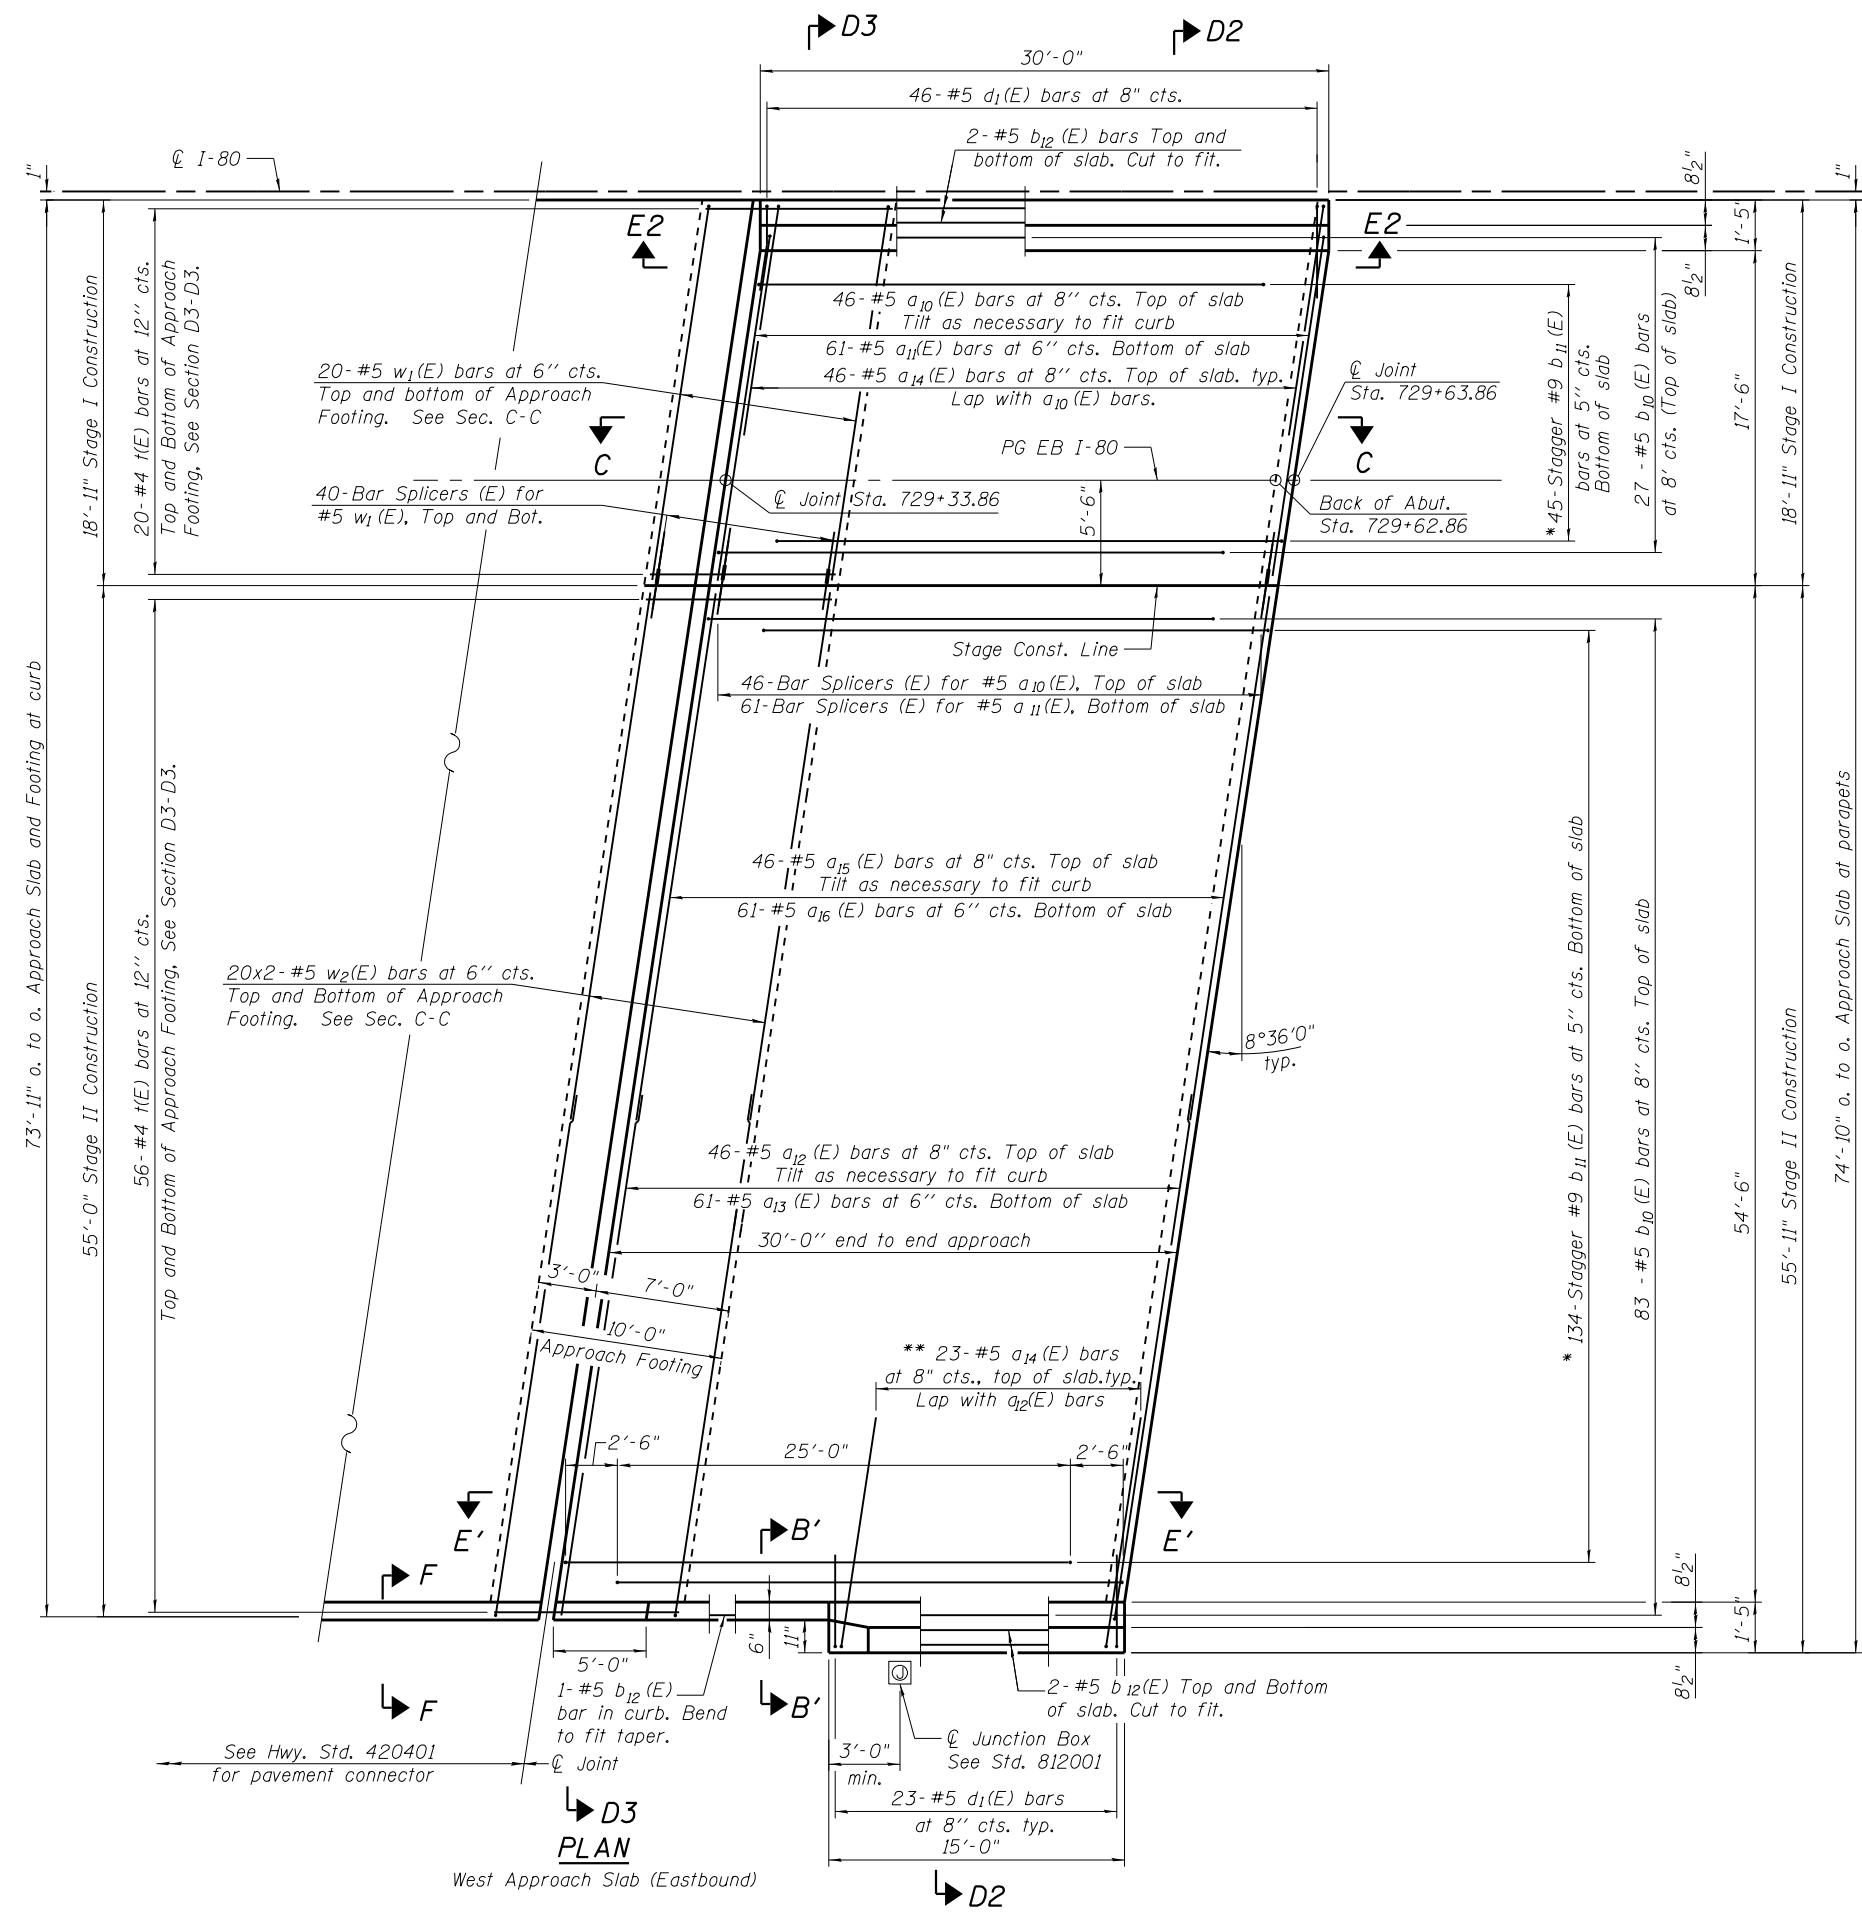 D3
D2
30'-0"
46-#5 d1(E) bars at 8" cts.
2-#5 b12 (E) bars Top and
bottom of slab. Cut to fit.
℄ I-80
1"
8½"
1"
E2
E2
1'-5"
8½"
46-#5 a10 (E) bars at 8'' cts. Top of slab
Tilt as necessary to fit curb
61-#5 a11(E) bars at 6'' cts. Bottom of slab
46-#5 a14(E) bars at 8'' cts. Top of slab. typ.
Lap with a10 (E) bars.
20-#5 w1(E) bars at 6'' cts.
Top and bottom of Approach
Footing. See Sec. C-C
℄ Joint
Sta. 729+63.86
C
C
PG EB I-80
40-Bar Splicers (E) for
#5 w1(E), Top and Bot.
℄ Joint Sta. 729+33.86
5'-6"
Back of Abut.
Sta. 729+62.86
18'-11" Stage I Construction
20-#4 t(E) bars at 12'' cts.
Top and Bottom of Approach
Footing, See Section D3-D3.
*45-Stagger #9 b11(E)
bars at 5'' cts.
Bottom of slab
27 -#5 b10(E) bars
at 8' cts. (Top of slab)
17'-6"
18'-11" Stage I Construction
Stage Const. Line
46-Bar Splicers (E) for #5 a10(E), Top of slab
61-Bar Splicers (E) for #5 a11(E), Bottom of slab
73'-11" o. to o. Approach Slab and Footing at curb
55'-0" Stage II Construction
56-#4 t(E) bars at 12'' cts.
Top and Bottom of Approach Footing, See Section D3-D3.
46-#5 a15(E) bars at 8" cts. Top of slab
Tilt as necessary to fit curb
61-#5 a16 (E) bars at 6'' cts. Bottom of slab
20x2-#5 w2(E) bars at 6'' cts.
Top and Bottom of Approach
Footing. See Sec. C-C
8°36'0"
typ.
* 134-Stagger #9 b11(E) bars at 5'' cts. Bottom of slab
83 -#5 b10(E) bars at 8'' cts. Top of slab
54'-6"
55'-11" Stage II Construction
74'-10" o. to o. Approach Slab at parapets
46-#5 a12 (E) bars at 8" cts. Top of slab
Tilt as necessary to fit curb
61-#5 a13 (E) bars at 6'' cts. Bottom of slab
30'-0'' end to end approach
3'-0"
7'-0"
10'-0"
Approach Footing
** 23-#5 a14(E) bars
at 8" cts., top of slab.typ.
Lap with a12(E) bars
2'-6"
25'-0"
2'-6"
E'
B'
E'
F
8½"
1'-5"
8½"
6"
11"
5'-0"
J
1-#5 b12(E)
bar in curb. Bend
to fit taper.
F
B'
2-#5 b12(E) Top and Bottom
of slab. Cut to fit.
See Hwy. Std. 420401
for pavement connector
℄ Joint
3'-0"
min.
℄ Junction Box
See Std. 812001
23-#5 d1(E) bars
at 8'' cts. typ.
15'-0"
D3
D2
PLAN
West Approach Slab (Eastbound)